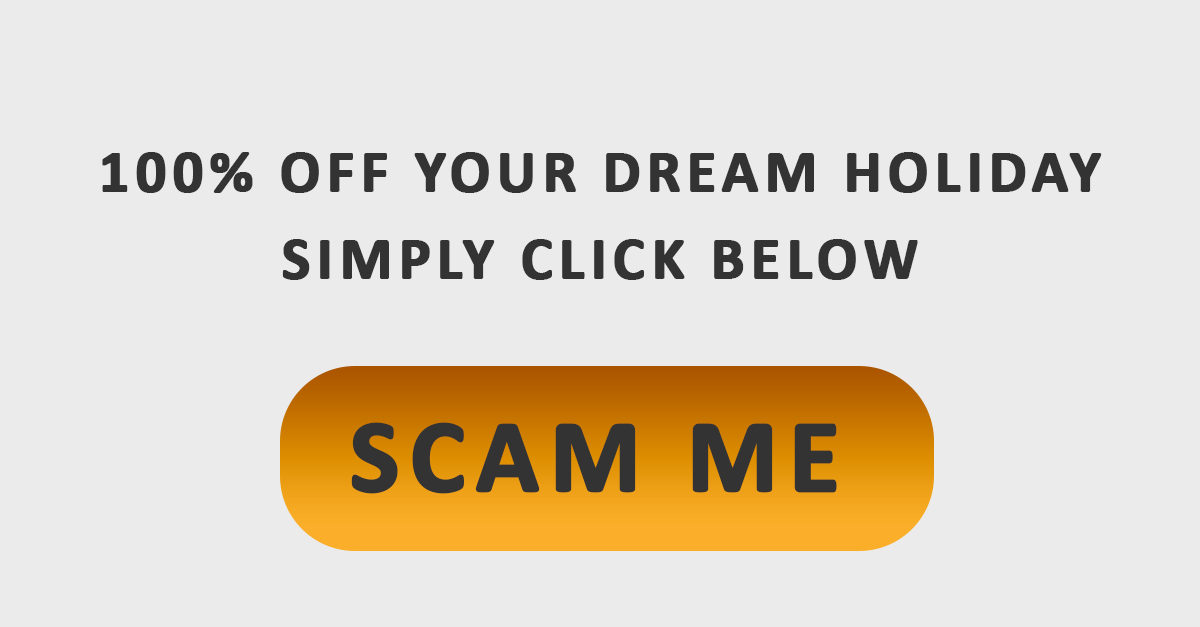 100% OFF YOUR DREAM HOLIDAY
SIMPLY CLICK BELOW
SCAM ME